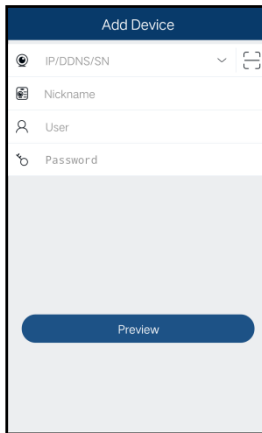 Add Device
IP/DDNS/SN
Nickname
User
Password
Preview